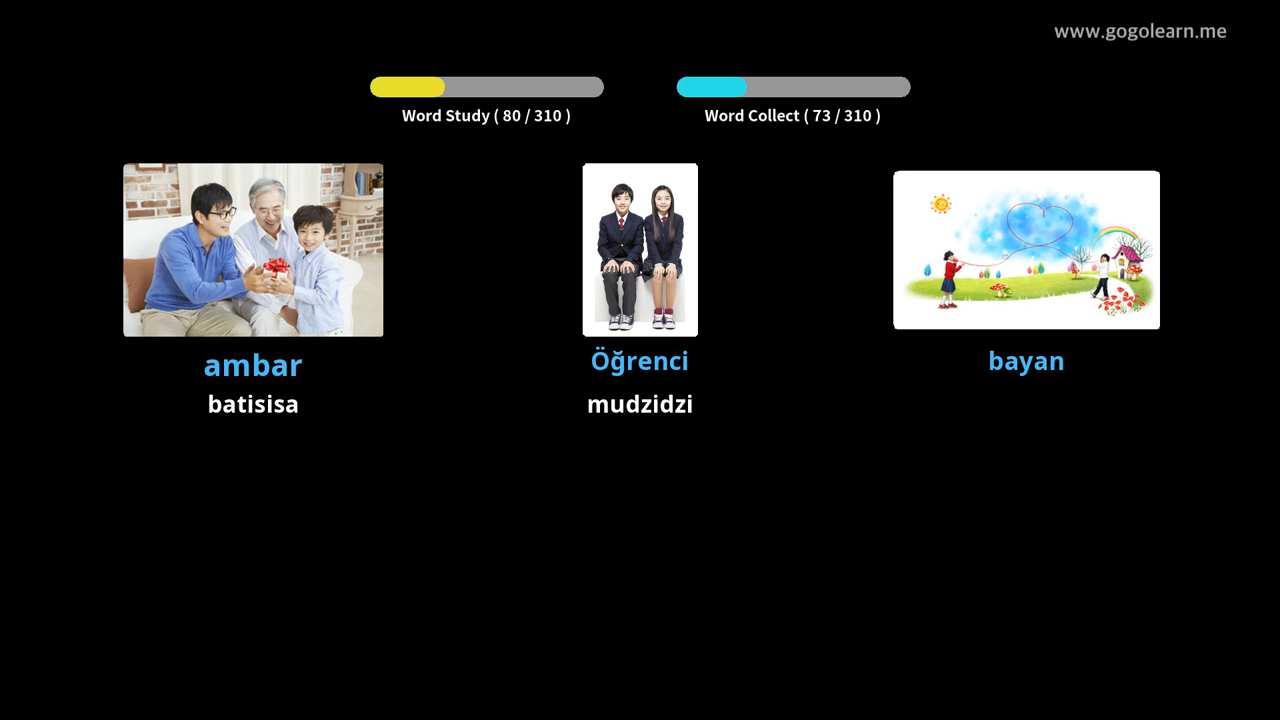 www.gogolearn.me
Word Study ( 80 / 310 )
Word Collect ( 73 / 310 )
ambar
batisisa
Öğrenci
mudzidzi
bayan